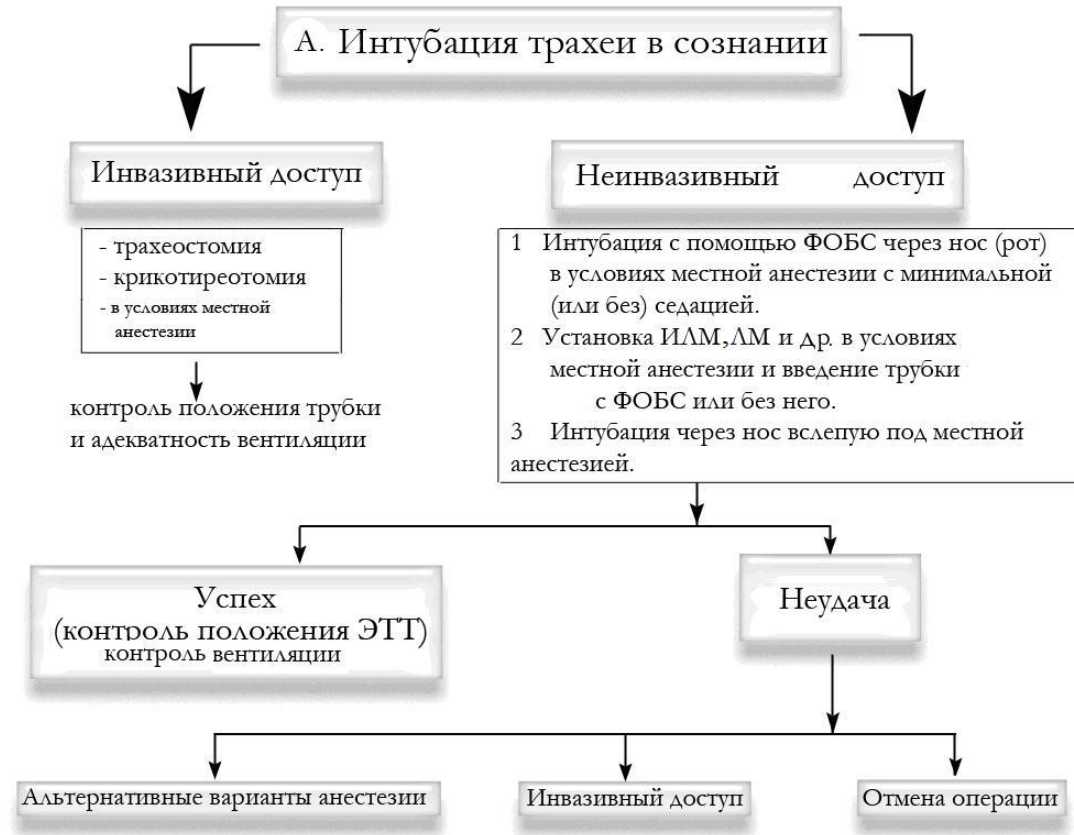 А. Интубация трахеи в сознании
Инвазивный доступ
- трахеостомия
- крикотиреотомия
- в условиях местной
анестезии
контроль положения трубки
и адекватность вентиляции
Неинвазивный доступ
1 Интубация с помощью ФОБС через нос (рот)
в условиях местной анестезии с минимальной
(или без) седацией.
2 Установка ИЛМ,ЛМ и др. в условиях
местной анестезии и введение трубки
с ФОБС или без него.
3 Интубация через нос вслепую под местной
анестезией.
Успех
(контроль положения ЭТТ)
контроль вентиляции
Неудача
Альтернативные варианты анестезии
Инвазивный доступ
Отмена операции